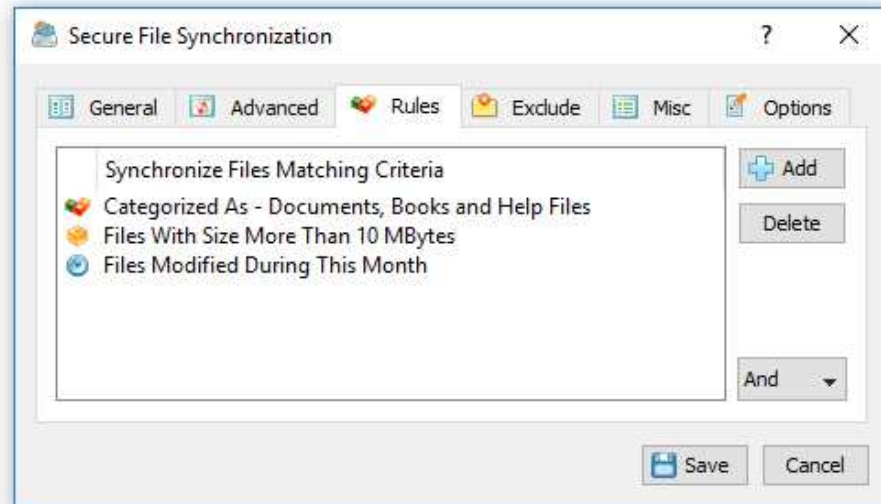 Secure File Synchronization
?
General Advanced Rules Exclude Misc Options
Synchronize Files Matching Criteria
Add
Categorized As - Documents, Books and Help Files
Delete
Files With Size More Than 10 MBytes
Files Modified During This Month
And
Save Cancel